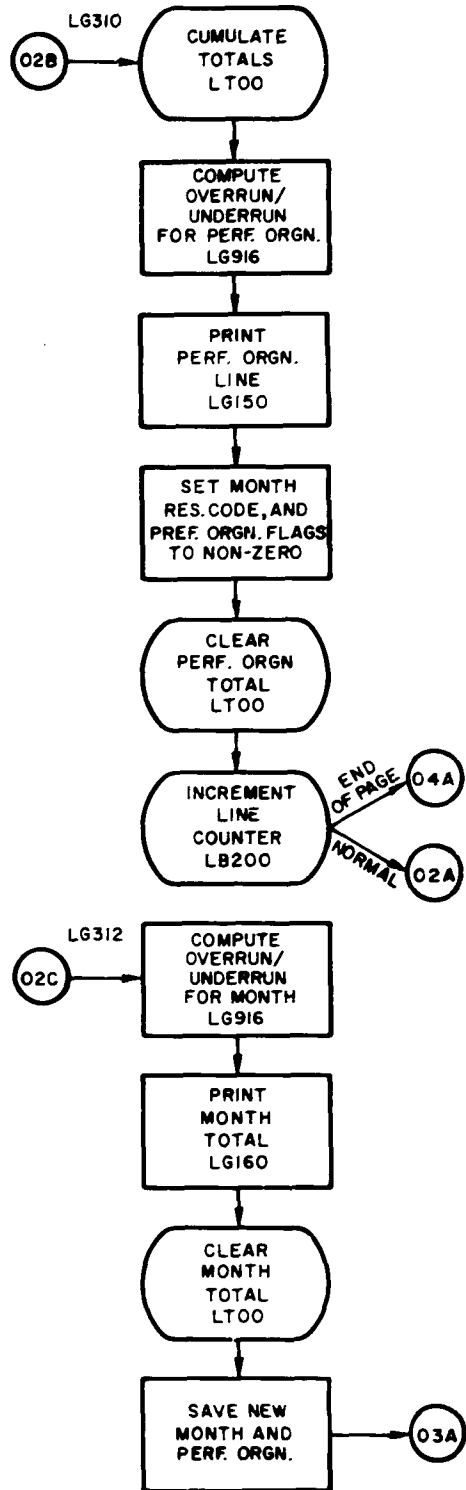 LG310
02B
CUMULATE
TOTALS
LT00
COMPUTE
OVERRUN/
UNDERRUN
FOR PERF. ORGN.
LG916
PRINT
PERF. ORGN.
LINE
LG150
SET MONTH
RES. CODE, AND
PREF. ORGN. FLAGS
TO NON-ZERO
CLEAR
PERF. ORGN
TOTAL
LT00
INCREMENT
LINE
COUNTER
LB200
END
OF PAGE
04A
NORMAL
02A
LG312
02C
COMPUTE
OVERRUN/
UNDERRUN
FOR MONTH
LG916
PRINT
MONTH
TOTAL
LG160
CLEAR
MONTH
TOTAL
LT00
SAVE NEW
MONTH AND
PERF. ORGN.
03A